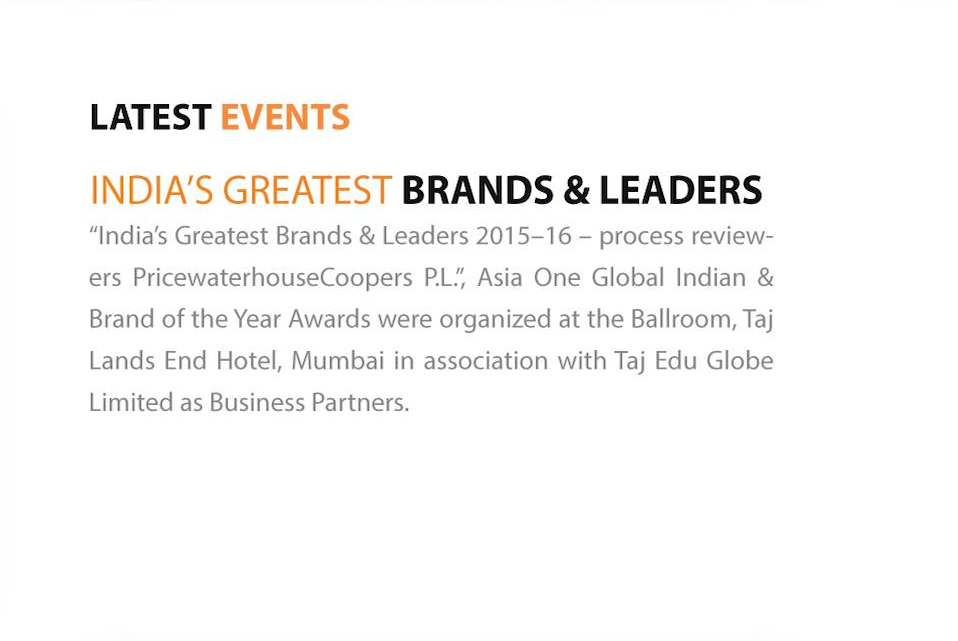 LATEST EVENTS
INDIA’S GREATEST BRANDS & LEADERS
“India’s Greatest Brands & Leaders 2015–16 – process review-
ers PricewaterhouseCoopers P.L.”, Asia One Global Indian &
Brand of the Year Awards were organized at the Ballroom, Taj
Lands End Hotel, Mumbai in association with Taj Edu Globe
Limited as Business Partners.